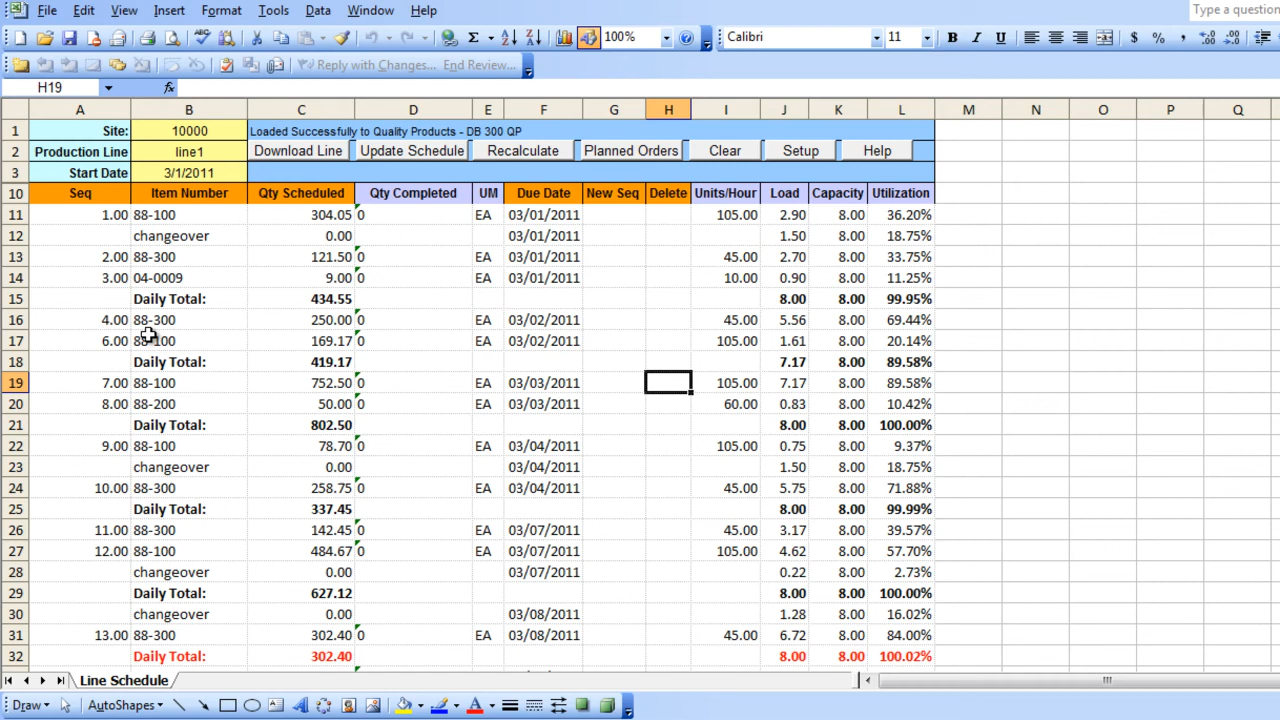 File Edit View Insert Format Tools Data Window Help Type a question
100% Calibri 11 B I U $ % ,
Reply with Changes... End Review...
H19 fx
A B C D E F G H I J K L M N O P Q
1 Site: 10000 Loaded Successfully to Quality Products - DB 300 QP
2 Production Line line1 Download Line Update Schedule Recalculate Planned Orders Clear Setup Help
3 Start Date 3/1/2011
10 Seq Item Number Qty Scheduled Qty Completed UM Due Date New Seq Delete Units/Hour Load Capacity Utilization
11 1.00 88-100 304.05 0 EA 03/01/2011 105.00 2.90 8.00 36.20%
12 changeover 0.00 03/01/2011 1.50 8.00 18.75%
13 2.00 88-300 121.50 0 EA 03/01/2011 45.00 2.70 8.00 33.75%
14 3.00 04-0009 9.00 0 EA 03/01/2011 10.00 0.90 8.00 11.25%
15 Daily Total: 434.55 8.00 8.00 99.95%
16 4.00 88-300 250.00 0 EA 03/02/2011 45.00 5.56 8.00 69.44%
17 6.00 88-100 169.17 0 EA 03/02/2011 105.00 1.61 8.00 20.14%
18 Daily Total: 419.17 7.17 8.00 89.58%
19 7.00 88-100 752.50 0 EA 03/03/2011 105.00 7.17 8.00 89.58%
20 8.00 88-200 50.00 0 EA 03/03/2011 60.00 0.83 8.00 10.42%
21 Daily Total: 802.50 8.00 8.00 100.00%
22 9.00 88-100 78.70 0 EA 03/04/2011 105.00 0.75 8.00 9.37%
23 changeover 0.00 03/04/2011 1.50 8.00 18.75%
24 10.00 88-300 258.75 0 EA 03/04/2011 45.00 5.75 8.00 71.88%
25 Daily Total: 337.45 8.00 8.00 99.99%
26 11.00 88-300 142.45 0 EA 03/07/2011 45.00 3.17 8.00 39.57%
27 12.00 88-100 484.67 0 EA 03/07/2011 105.00 4.62 8.00 57.70%
28 changeover 0.00 03/07/2011 0.22 8.00 2.73%
29 Daily Total: 627.12 8.00 8.00 100.00%
30 changeover 0.00 03/08/2011 1.28 8.00 16.02%
31 13.00 88-300 302.40 0 EA 03/08/2011 45.00 6.72 8.00 84.00%
32 Daily Total: 302.40 8.00 8.00 100.02%
Line Schedule
Draw AutoShapes